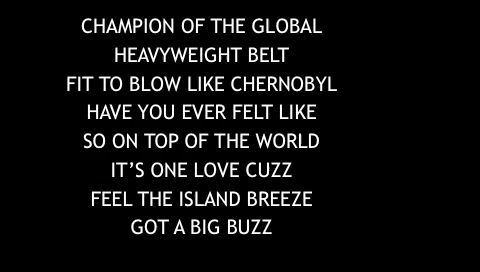 CHAMPION OF THE GLOBAL
HEAVYWEIGHT BELT
FIT TO BLOW LIKE CHERNOBYL
HAVE YOU EVER FELT LIKE
SO ON TOP OF THE WORLD
IT’S ONE LOVE CUZZ
FEEL THE ISLAND BREEZE
GOT A BIG BUZZ